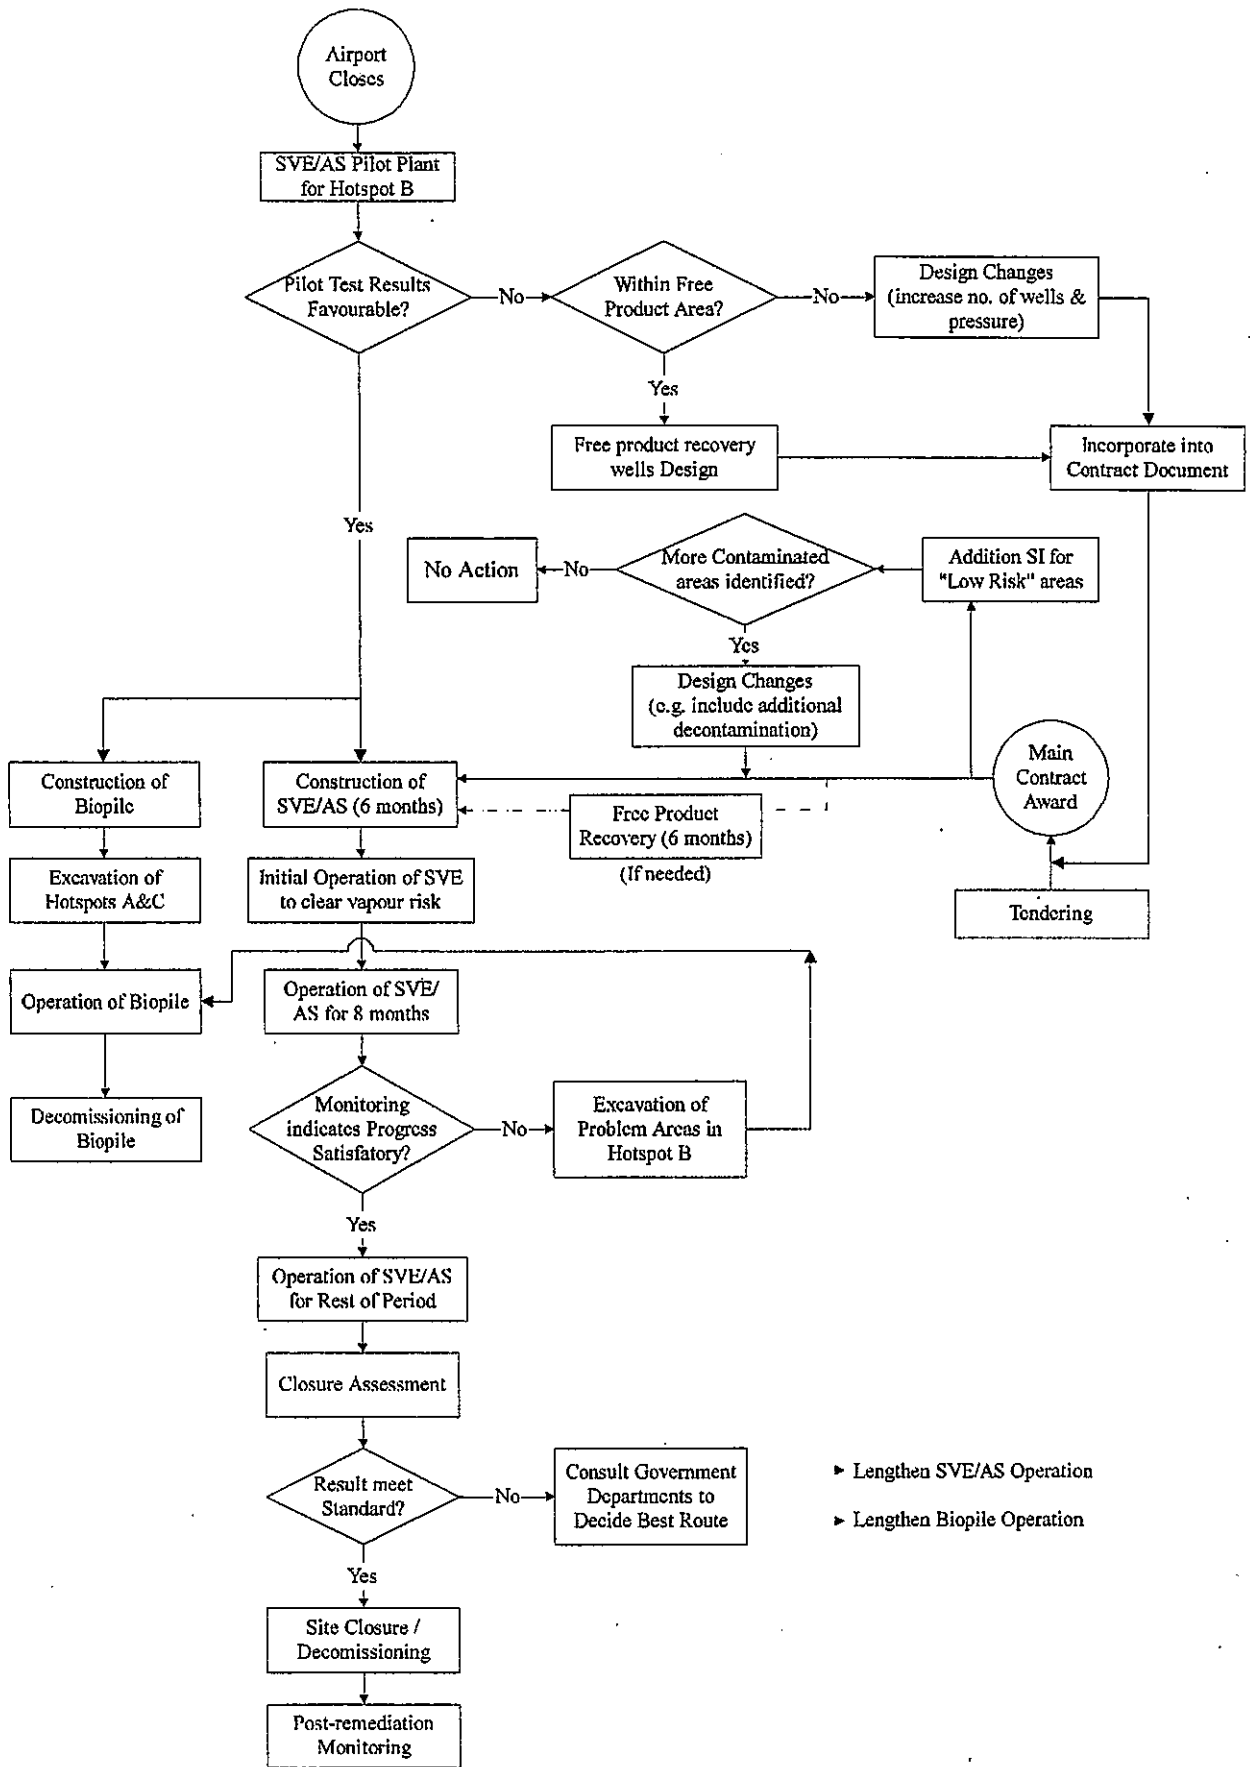 Airport
Closes
SVE/AS Pilot Plant
for Hotspot B
Pilot Test Results
Favourable?
No
Within Free
Product Area?
No
Design Changes
(increase no. of wells &
pressure)
Yes
Free product recovery
wells Design
Incorporate into
Contract Document
Yes
More Contaminated
areas identified?
No
No Action
Addition SI for
"Low Risk" areas
Yes
Design Changes
(e.g. include additional
decontamination)
Main
Contract
Award
Construction of
Biopile
Construction of
SVE/AS (6 months)
Free Product
Recovery (6 months)
(If needed)
Excavation of
Hotspots A&C
Initial Operation of SVE
to clear vapour risk
Tendering
Operation of Biopile
Operation of SVE/
AS for 8 months
Decomissioning of
Biopile
Monitoring
indicates Progress
Satisfatory?
No
Excavation of
Problem Areas in
Hotspot B
Yes
Operation of SVE/AS
for Rest of Period
Closure Assessment
Result meet
Standard?
No
Consult Government
Departments to
Decide Best Route
► Lengthen SVE/AS Operation
► Lengthen Biopile Operation
Yes
Site Closure /
Decomissioning
Post-remediation
Monitoring